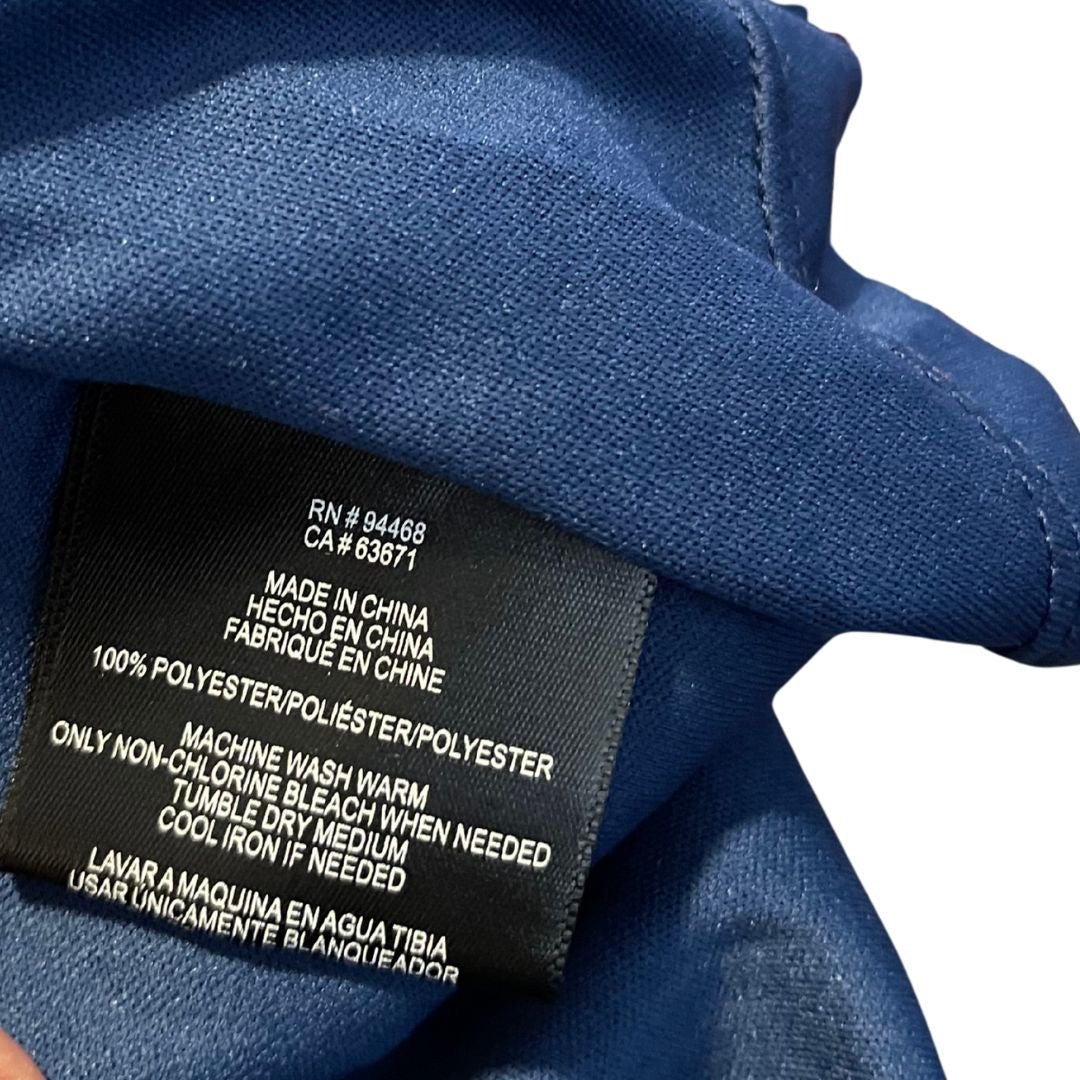 RN # 94468
CA # 63671
MADE IN CHINA
HECHO EN CHINA
FABRIQUÉ EN CHINE
100% POLYESTER/POLIÉSTER/POLYESTER
MACHINE WASH WARM
ONLY NON-CHLORINE BLEACH WHEN NEEDED
TUMBLE DRY MEDIUM
COOL IRON IF NEEDED
LAVAR A MAQUINA EN AGUA TIBIA
USAR ÚNICAMENTE BLANQUEADOR